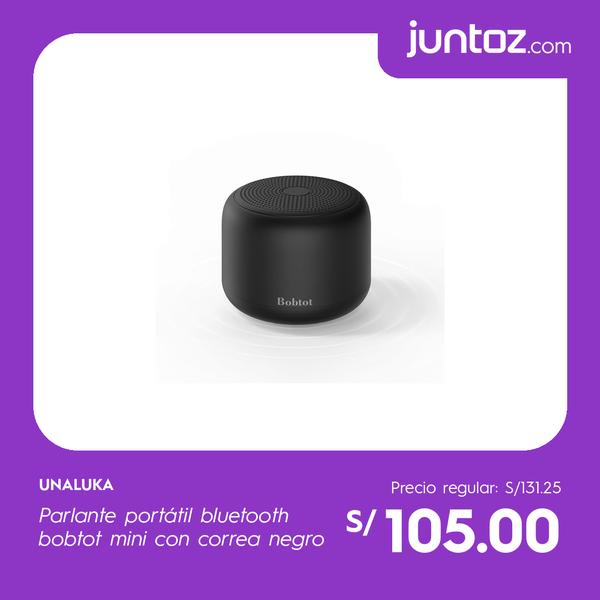 juntoz.com
Bobtot
UNALUKA
Parlante portátil bluetooth
bobtot mini con correa negro
Precio regular: S/131.25
S/105.00